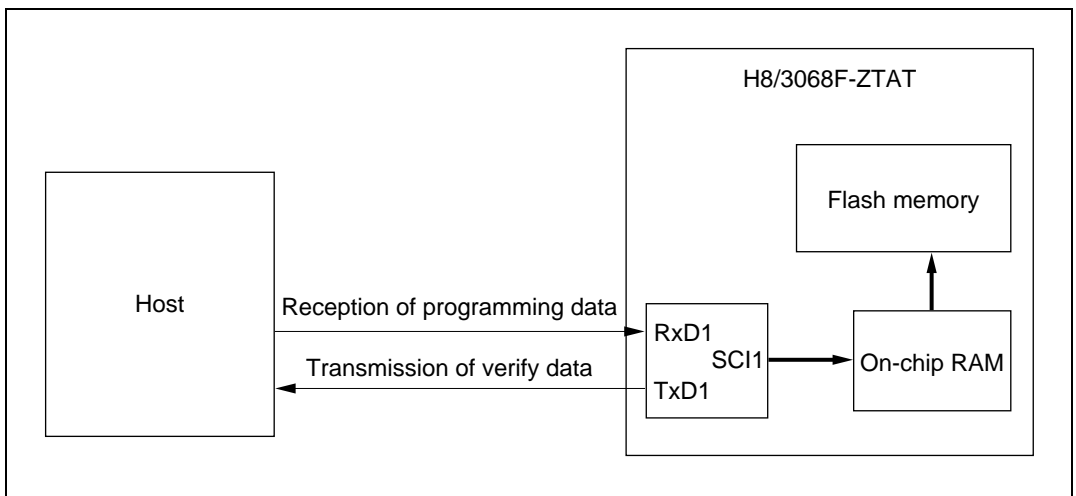 H8/3068F-ZTAT
Flash memory
Host
Reception of programming data
RxD1
SCI1
On-chip RAM
Transmission of verify data
TxD1